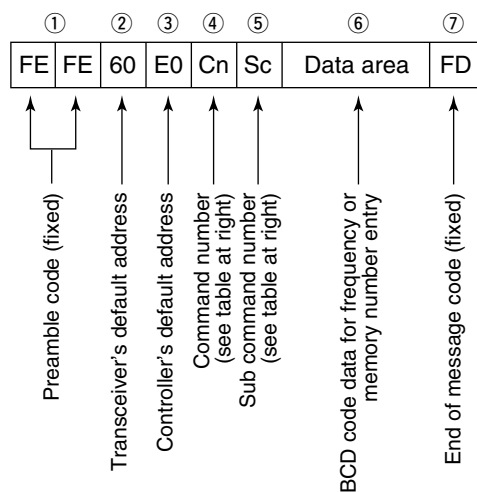 ① ② ③ ④ ⑤ ⑥ ⑦
FE FE 60 E0 Cn Sc Data area FD
Preamble code (fixed)
Transceiver's default address
Controller's default address
Command number
(see table at right)
Sub command number
(see table at right)
BCD code data for frequency or
memory number entry
End of message code (fixed)